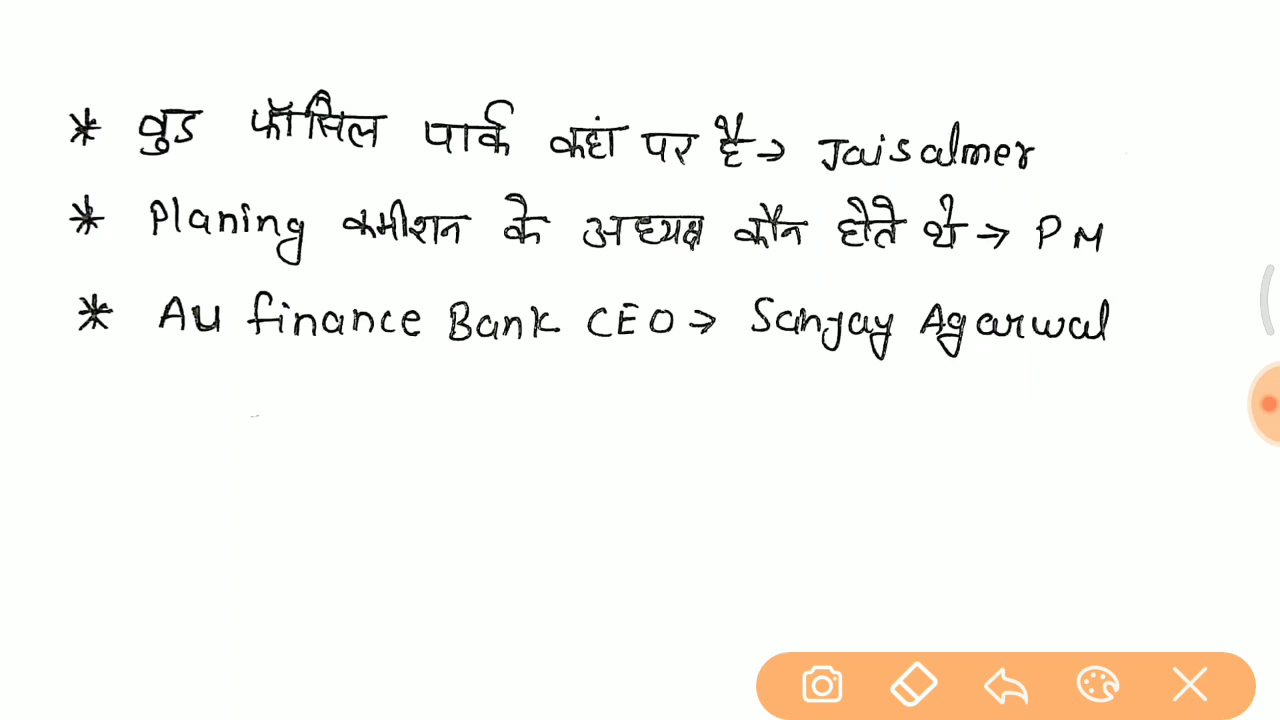 * वुड फॉसिल पार्क कहां पर है → Jaisalmer
* Planing कमीशन के अध्यक्ष कौन होते थे → PM
* Au finance Bank CEO → Sanjay Agarwal